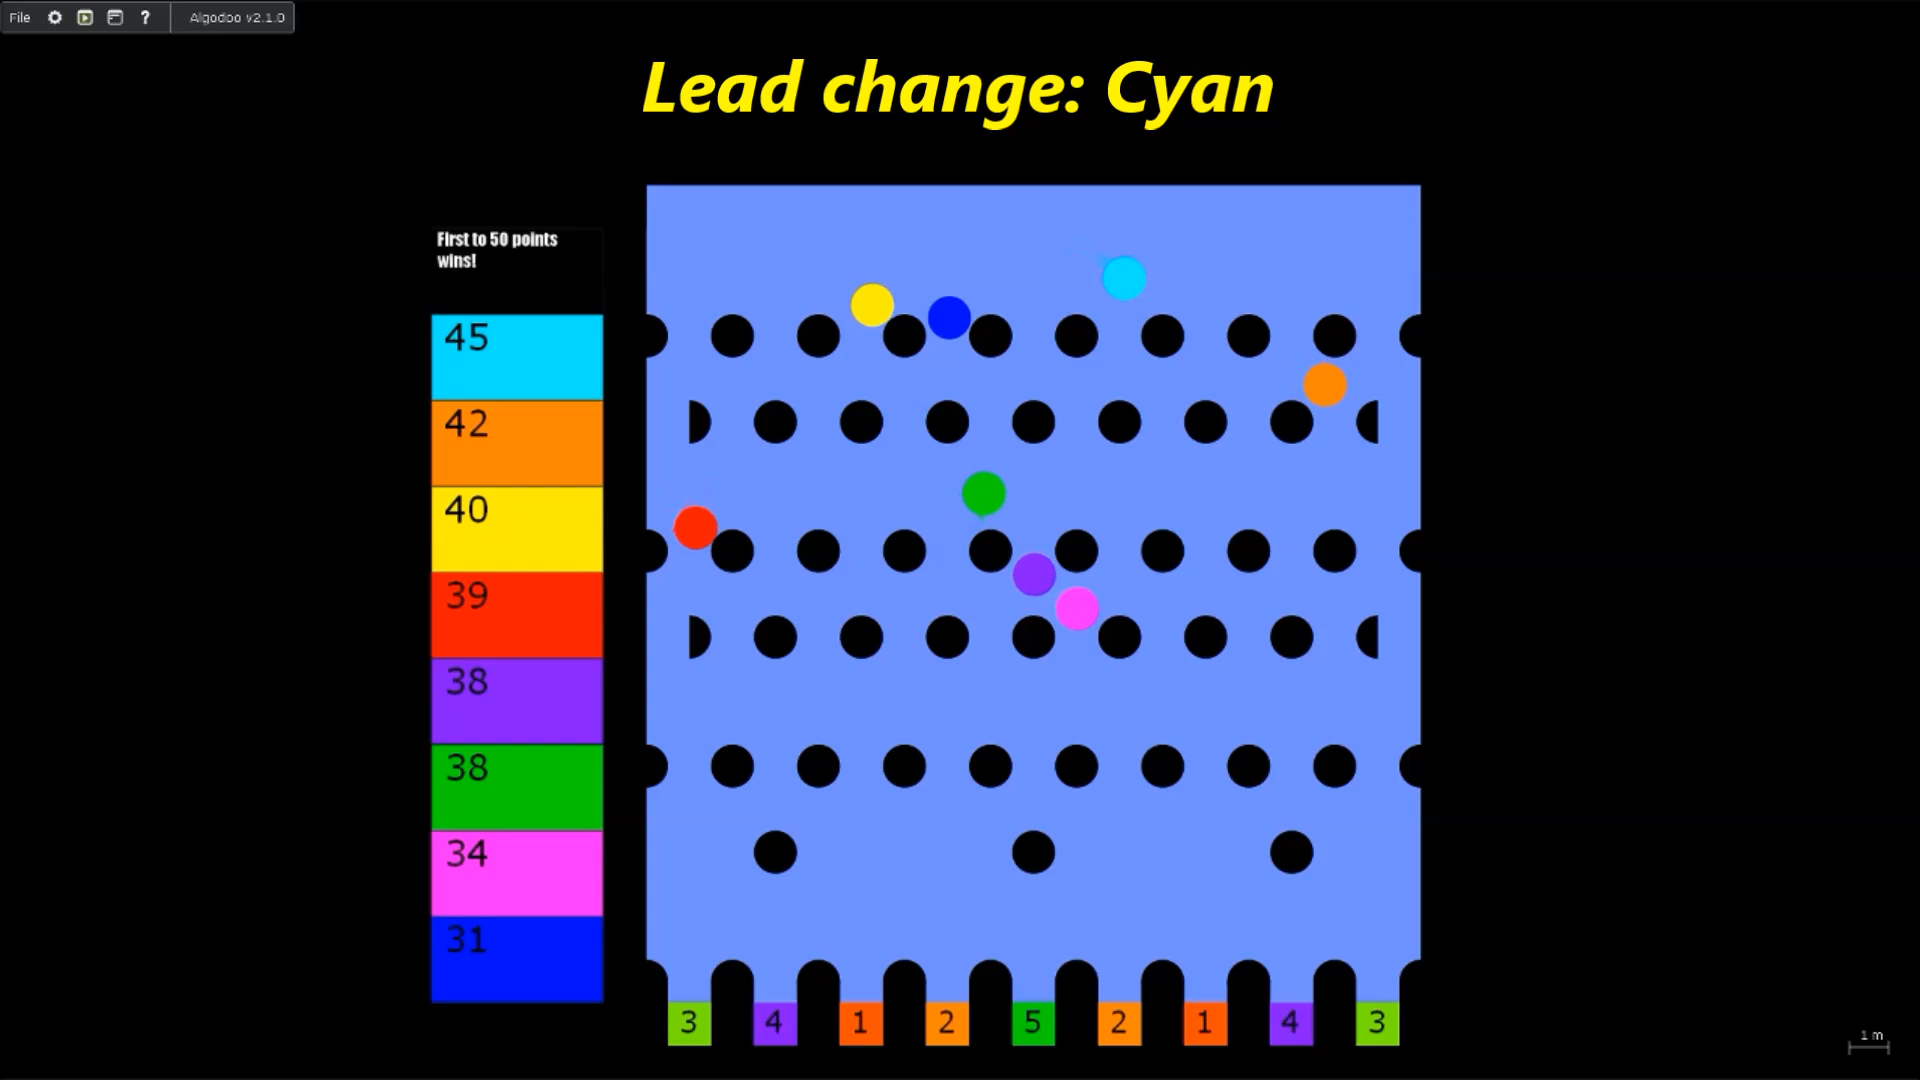 File ? Algodoo v2.1.0
Lead change: Cyan
First to 50 points
wins!
45
42
40
39
38
38
34
31
3 4 1 2 5 2 1 4 3
1 m